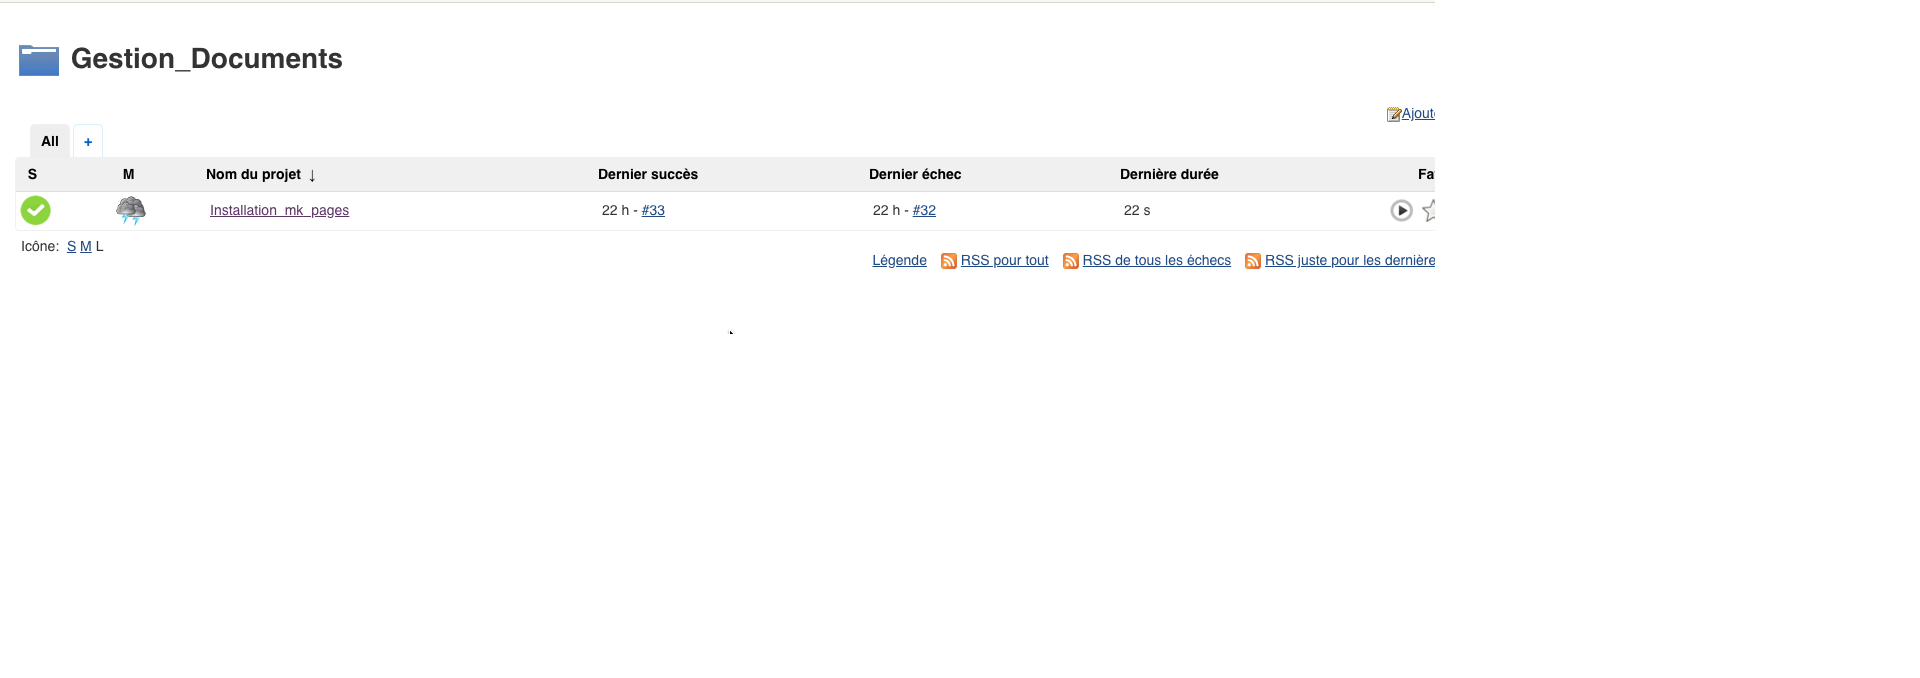 Gestion_Documents
Ajout
All +
S M Nom du projet ↓ Dernier succès Dernier échec Dernière durée Fa
Installation_mk_pages 22 h - #33 22 h - #32 22 s
Icône: S M L
Légende RSS pour tout RSS de tous les échecs RSS juste pour les dernière